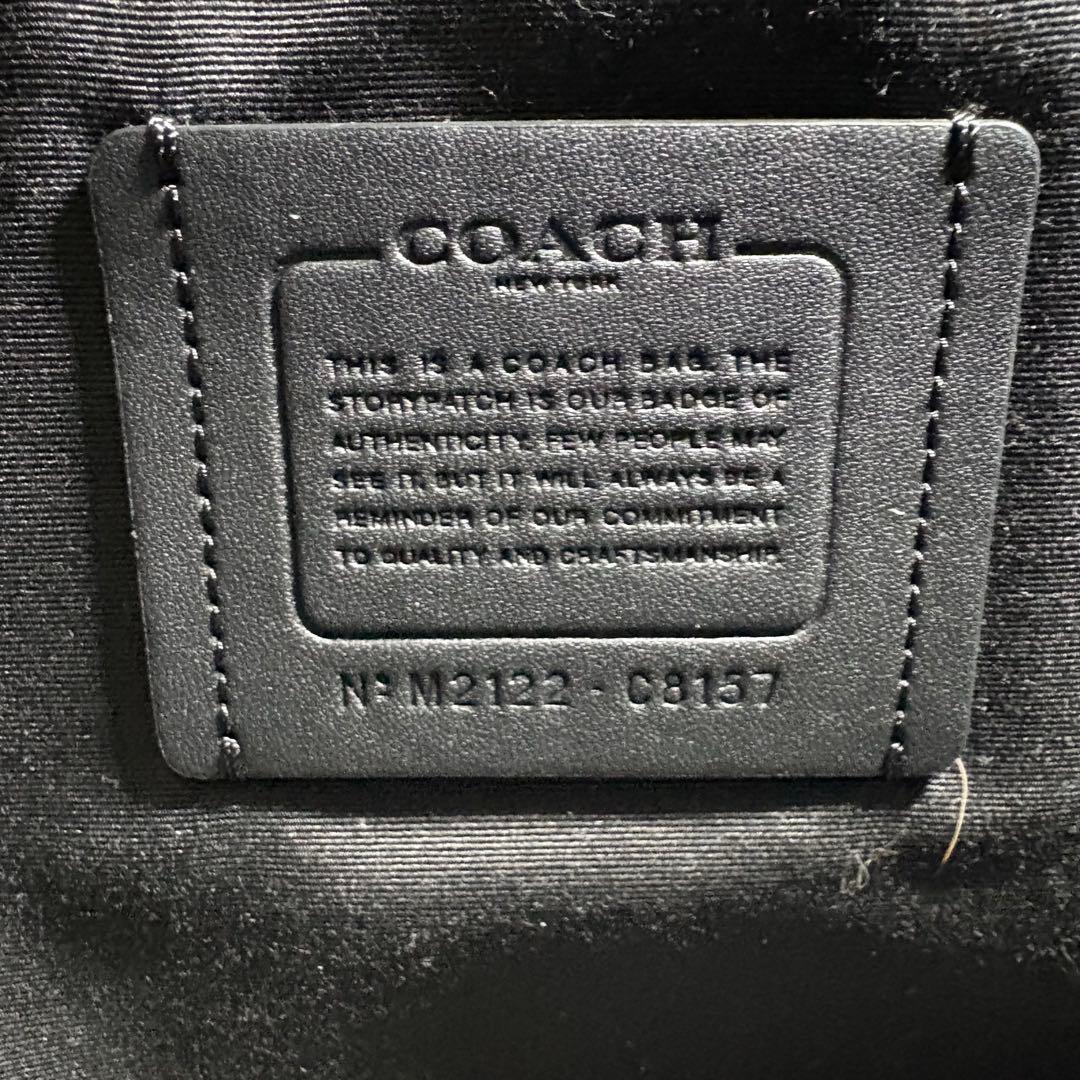 COACH
NEW YORK
THIS IS A COACH BAG. THE
STORYPATCH IS OUR BADGE OF
AUTHENTICITY. FEW PEOPLE MAY
SEE IT, BUT IT WILL ALWAYS BE A
REMINDER OF OUR COMMITMENT
TO QUALITY AND CRAFTSMANSHIP.
Nº M2122 - C8157